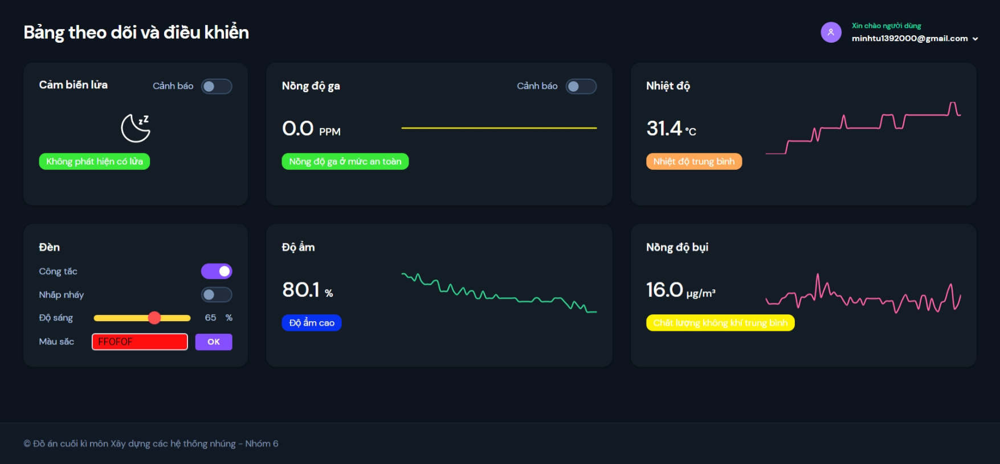 Bảng theo dõi và điều khiển
Xin chào người dùng
minhtu1392000@gmail.com
Cảm biến lửa
Cảnh báo
z Z
Không phát hiện có lửa
Nồng độ ga
Cảnh báo
0.0 PPM
Nồng độ ga ở mức an toàn
Nhiệt độ
31.4 °C
Nhiệt độ trung bình
Đèn
Công tắc
Nhấp nháy
Độ sáng 65 %
Màu sắc FF0F0F OK
Độ ẩm
80.1 %
Độ ẩm cao
Nồng độ bụi
16.0 µg/m³
Chất lượng không khí trung bình
© Đồ án cuối kì môn Xây dựng các hệ thống nhúng - Nhóm 6